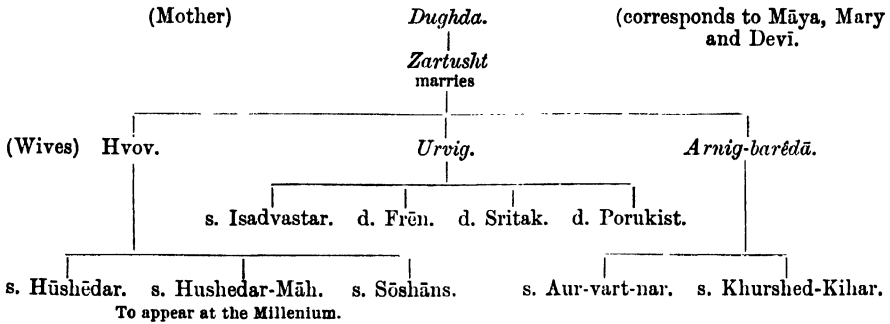 (Mother) Dughda. (corresponds to Māya, Mary
and Devī.
Zartusht
marries
(Wives) Hvov. Urvig. Arnig-barêdā.
s. Isadvastar. d. Frēn. d. Sritak. d. Porukist.
s. Hūshēdar. s. Hushedar-Māh. s. Sōshāns. s. Aur-vart-nar. s. Khurshed-Kihar.
To appear at the Millenium.